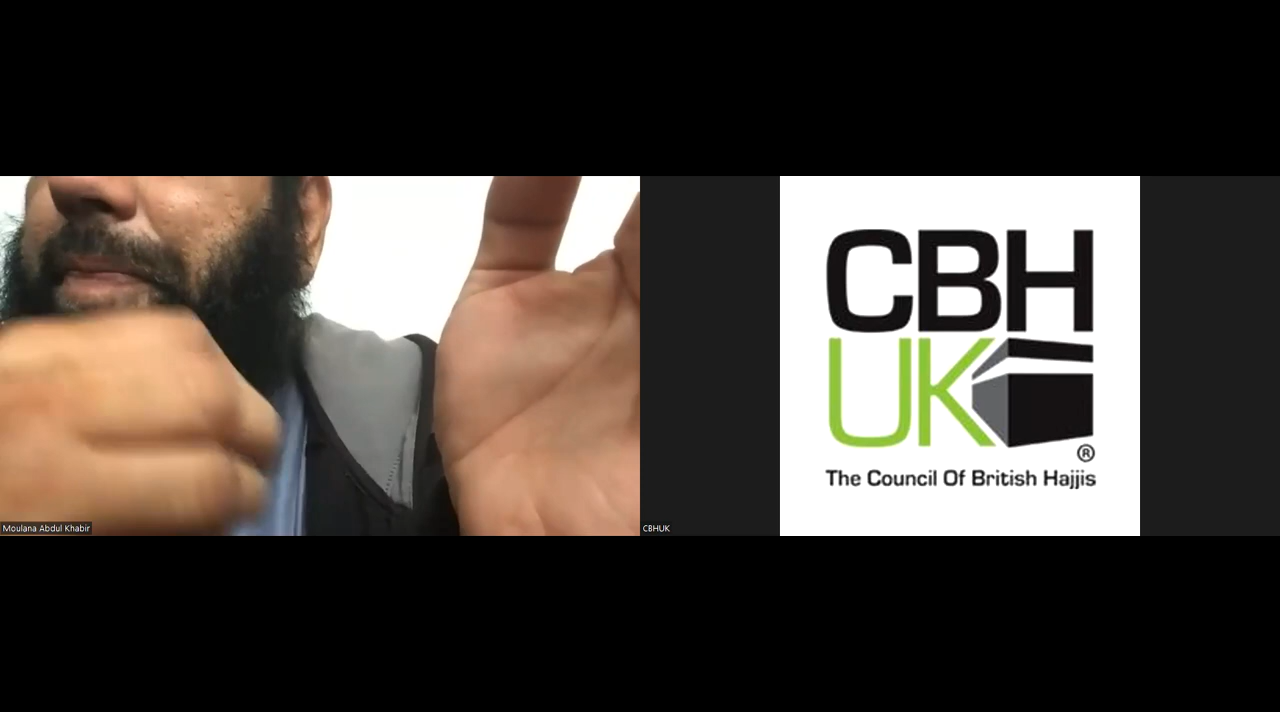 Moulana Abdul Khabir
CBH
UK
®
The Council Of British Hajjis
CBHUK